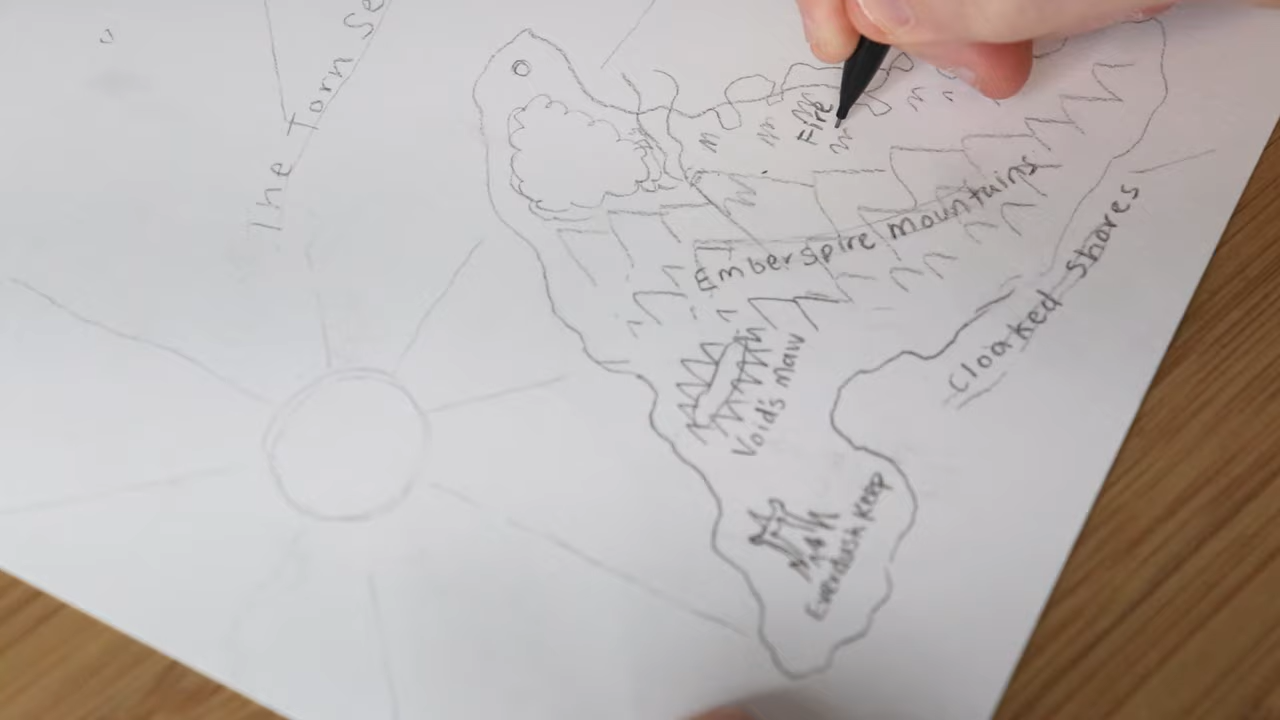 The Torn Se
Fire
Emberspire Mountains
Cloaked Shores
Void's Maw
Everdusk Keep